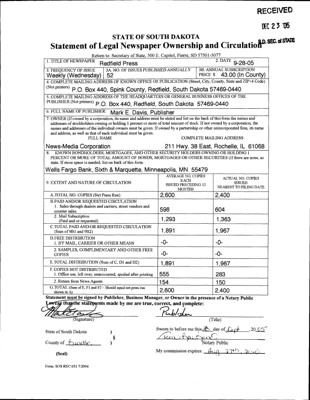 RECEIVED
DEC 23 '05
S.D. SEC. of STATE
STATE OF SOUTH DAKOTA
Statement of Legal Newspaper Ownership and Circulation
Return to: Secretary of State, 500 E. Capitol, Pierre, SD 57501-5077
1. TITLE OF NEWSPAPER Redfield Press
2. DATE 9-28-05
3. FREQUENCY OF ISSUE Weekly (Wednesday)
3A. NO. OF ISSUES PUBLISHED ANNUALLY 52
3B. ANNUAL SUBSCRIPTION PRICE $ 43.00 (In County)
4. COMPLETE MAILING ADDRESS OF KNOWN OFFICE OF PUBLICATION (Street, City, County, State and ZIP+4 Code)
(Not printers) P.O. Box 440, Spink County, Redfield, South Dakota 57469-0440
5. COMPLETE MAILING ADDRESS OF THE HEADQUARTERS OR GENERAL BUSINESS OFFICES OF THE
PUBLISHER (Not printers) P.O. Box 440, Redfield, South Dakota 57469-0440
6. FULL NAME OF PUBLISHER Mark E. Davis, Publisher
7. OWNER (If owned by a corporation, its name and address must be stated and list on the back of this form the names and
addresses of stockholders owning or holding 1 percent or more of total amount of stock. If not owned by a corporation, the
names and addresses of the individual owners must be given. If owned by a partnership or other unincorporated firm, its name
and address, as well as that of each individual must be given.
FULL NAME COMPLETE MAILING ADDRESS
News-Media Corporation 211 Hwy. 38 East, Rochelle, IL 61068
8. KNOWN BONDHOLDERS, MORTGAGES, AND OTHER SECURITY HOLDERS OWNING OR HOLDING 1
PERCENT OR MORE OF TOTAL AMOUNT OF BONDS, MORTGAGES OR OTHER SECURITIES (If there are none, so
state. If more space is needed, list on back of this form.
Wells Fargo Bank, Sixth & Marquette, Minneapolis, MN 55479
9. EXTENT AND NATURE OF CIRCULATION
AVERAGE NO. COPIES EACH ISSUED PRECEDING 12 MONTHS
ACTUAL NO. COPIES ISSUED NEAREST TO FILING DATE
A. TOTAL NO. COPIES (Net Press Run) 2,600 2,400
B. PAID AND/OR REQUESTED CIRCULATION
1. Sales through dealers and carriers, street vendors and
counter sales 598 604
2. Mail Subscription
(Paid and or requested) 1,293 1,363
C. TOTAL PAID AND/OR REQUESTED CIRCULATION
(Sum of 9B1 and 9B2) 1,891 1,967
D. FREE DISTRIBUTION
1. BY MAIL, CARRIER OR OTHER MEANS -0- -0-
2. SAMPLES, COMPLIMENTARY AND OTHER FREE
COPIES -0- -0-
E. TOTAL DISTRIBUTION (Sum of C, D1 and D2) 1,891 1,967
F. COPIES NOT DISTRIBUTED
1. Office use, left over, unaccounted, spoiled after printing 555 283
2. Return from News Agents 154 150
G. TOTAL (Sum of E, F1 and F2 - Should equal net press run
shown in A) 2,600 2,400
Statement must be signed by Publisher, Business Manager, or Owner in the presence of a Notary Public
I certify that the statements made by me are true, correct, and complete:
Publisher
(Signature) (Title)
State of South Dakota )
§
County of )
Sworn to before me this day of Sept, 2005
Notary Public
(Seal) My commission expires
Form: SOS REC 051 7/2004